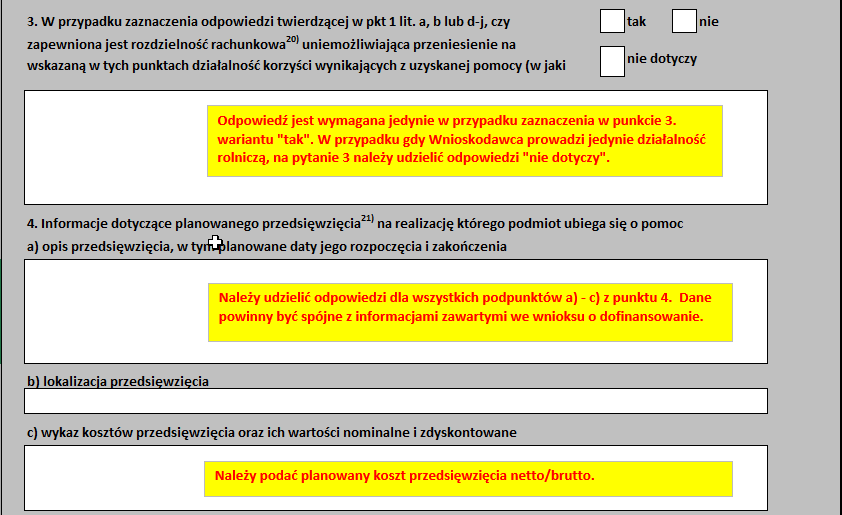 3. W przypadku zaznaczenia odpowiedzi twierdzącej w pkt 1 lit. a, b lub d-j, czy
zapewniona jest rozdzielność rachunkowa20) uniemożliwiająca przeniesienie na
wskazaną w tych punktach działalność korzyści wynikających z uzyskanej pomocy (w jaki
tak
nie
nie dotyczy
Odpowiedź jest wymagana jedynie w przypadku zaznaczenia w punkcie 3.
wariantu "tak". W przypadku gdy Wnioskodawca prowadzi jedynie działalność
rolniczą, na pytanie 3 należy udzielić odpowiedzi "nie dotyczy".
4. Informacje dotyczące planowanego przedsięwzięcia21) na realizację którego podmiot ubiega się o pomoc
a) opis przedsięwzięcia, w tym planowane daty jego rozpoczęcia i zakończenia
Należy udzielić odpowiedzi dla wszystkich podpunktów a) - c) z punktu 4. Dane
powinny być spójne z informacjami zawartymi we wnioksu o dofinansowanie.
b) lokalizacja przedsięwzięcia
c) wykaz kosztów przedsięwzięcia oraz ich wartości nominalne i zdyskontowane
Należy podać planowany koszt przedsięwzięcia netto/brutto.